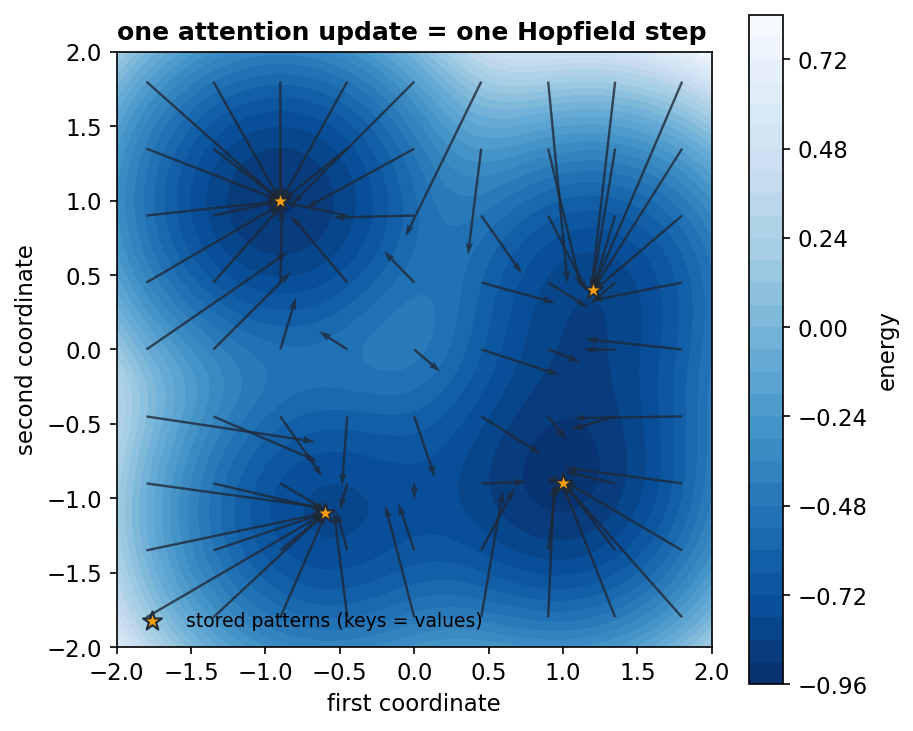 one attention update = one Hopfield step
2.0
1.5
1.0
0.5
0.0
−0.5
−1.0
−1.5
−2.0
second coordinate
stored patterns (keys = values)
−2.0 −1.5 −1.0 −0.5 0.0 0.5 1.0 1.5 2.0
first coordinate
0.72
0.48
0.24
0.00
−0.24
−0.48
−0.72
−0.96
energy